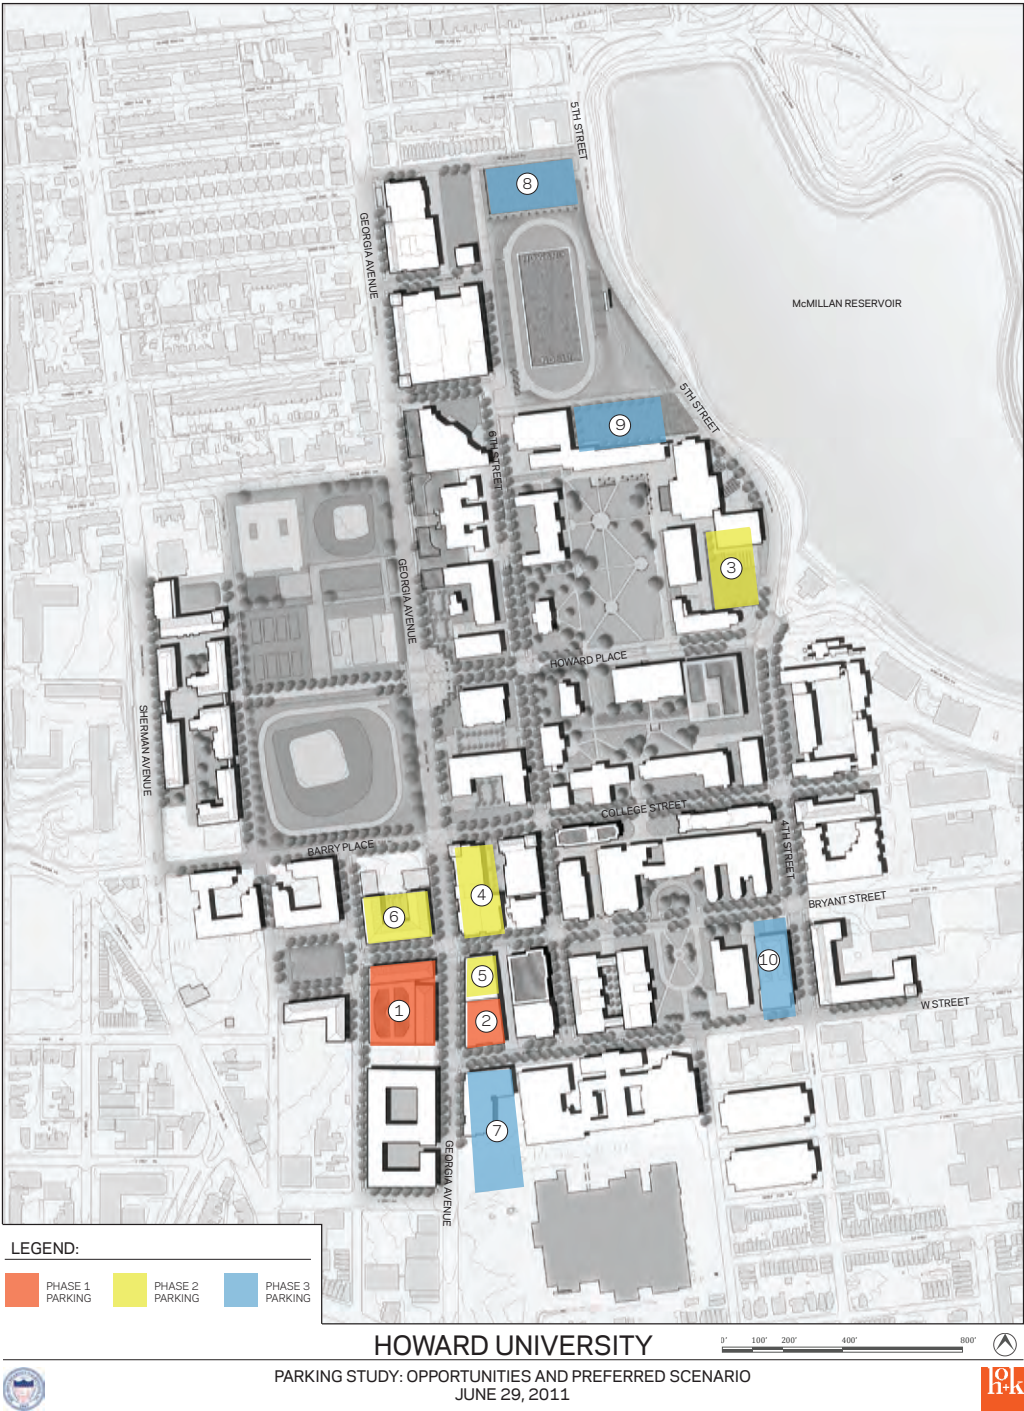 5TH STREET
8
GEORGIA AVENUE
McMILLAN RESERVOIR
5TH STREET
9
6TH STREET
3
GEORGIA AVENUE
HOWARD PLACE
SHERMAN AVENUE
COLLEGE STREET
4TH STREET
BARRY PLACE
4
BRYANT STREET
6
10
5
W STREET
1
2
7
GEORGIA AVENUE
LEGEND:
PHASE 1
PARKING
PHASE 2
PARKING
PHASE 3
PARKING
HOWARD UNIVERSITY
0' 100' 200' 400' 800'
PARKING STUDY: OPPORTUNITIES AND PREFERRED SCENARIO
JUNE 29, 2011
hok